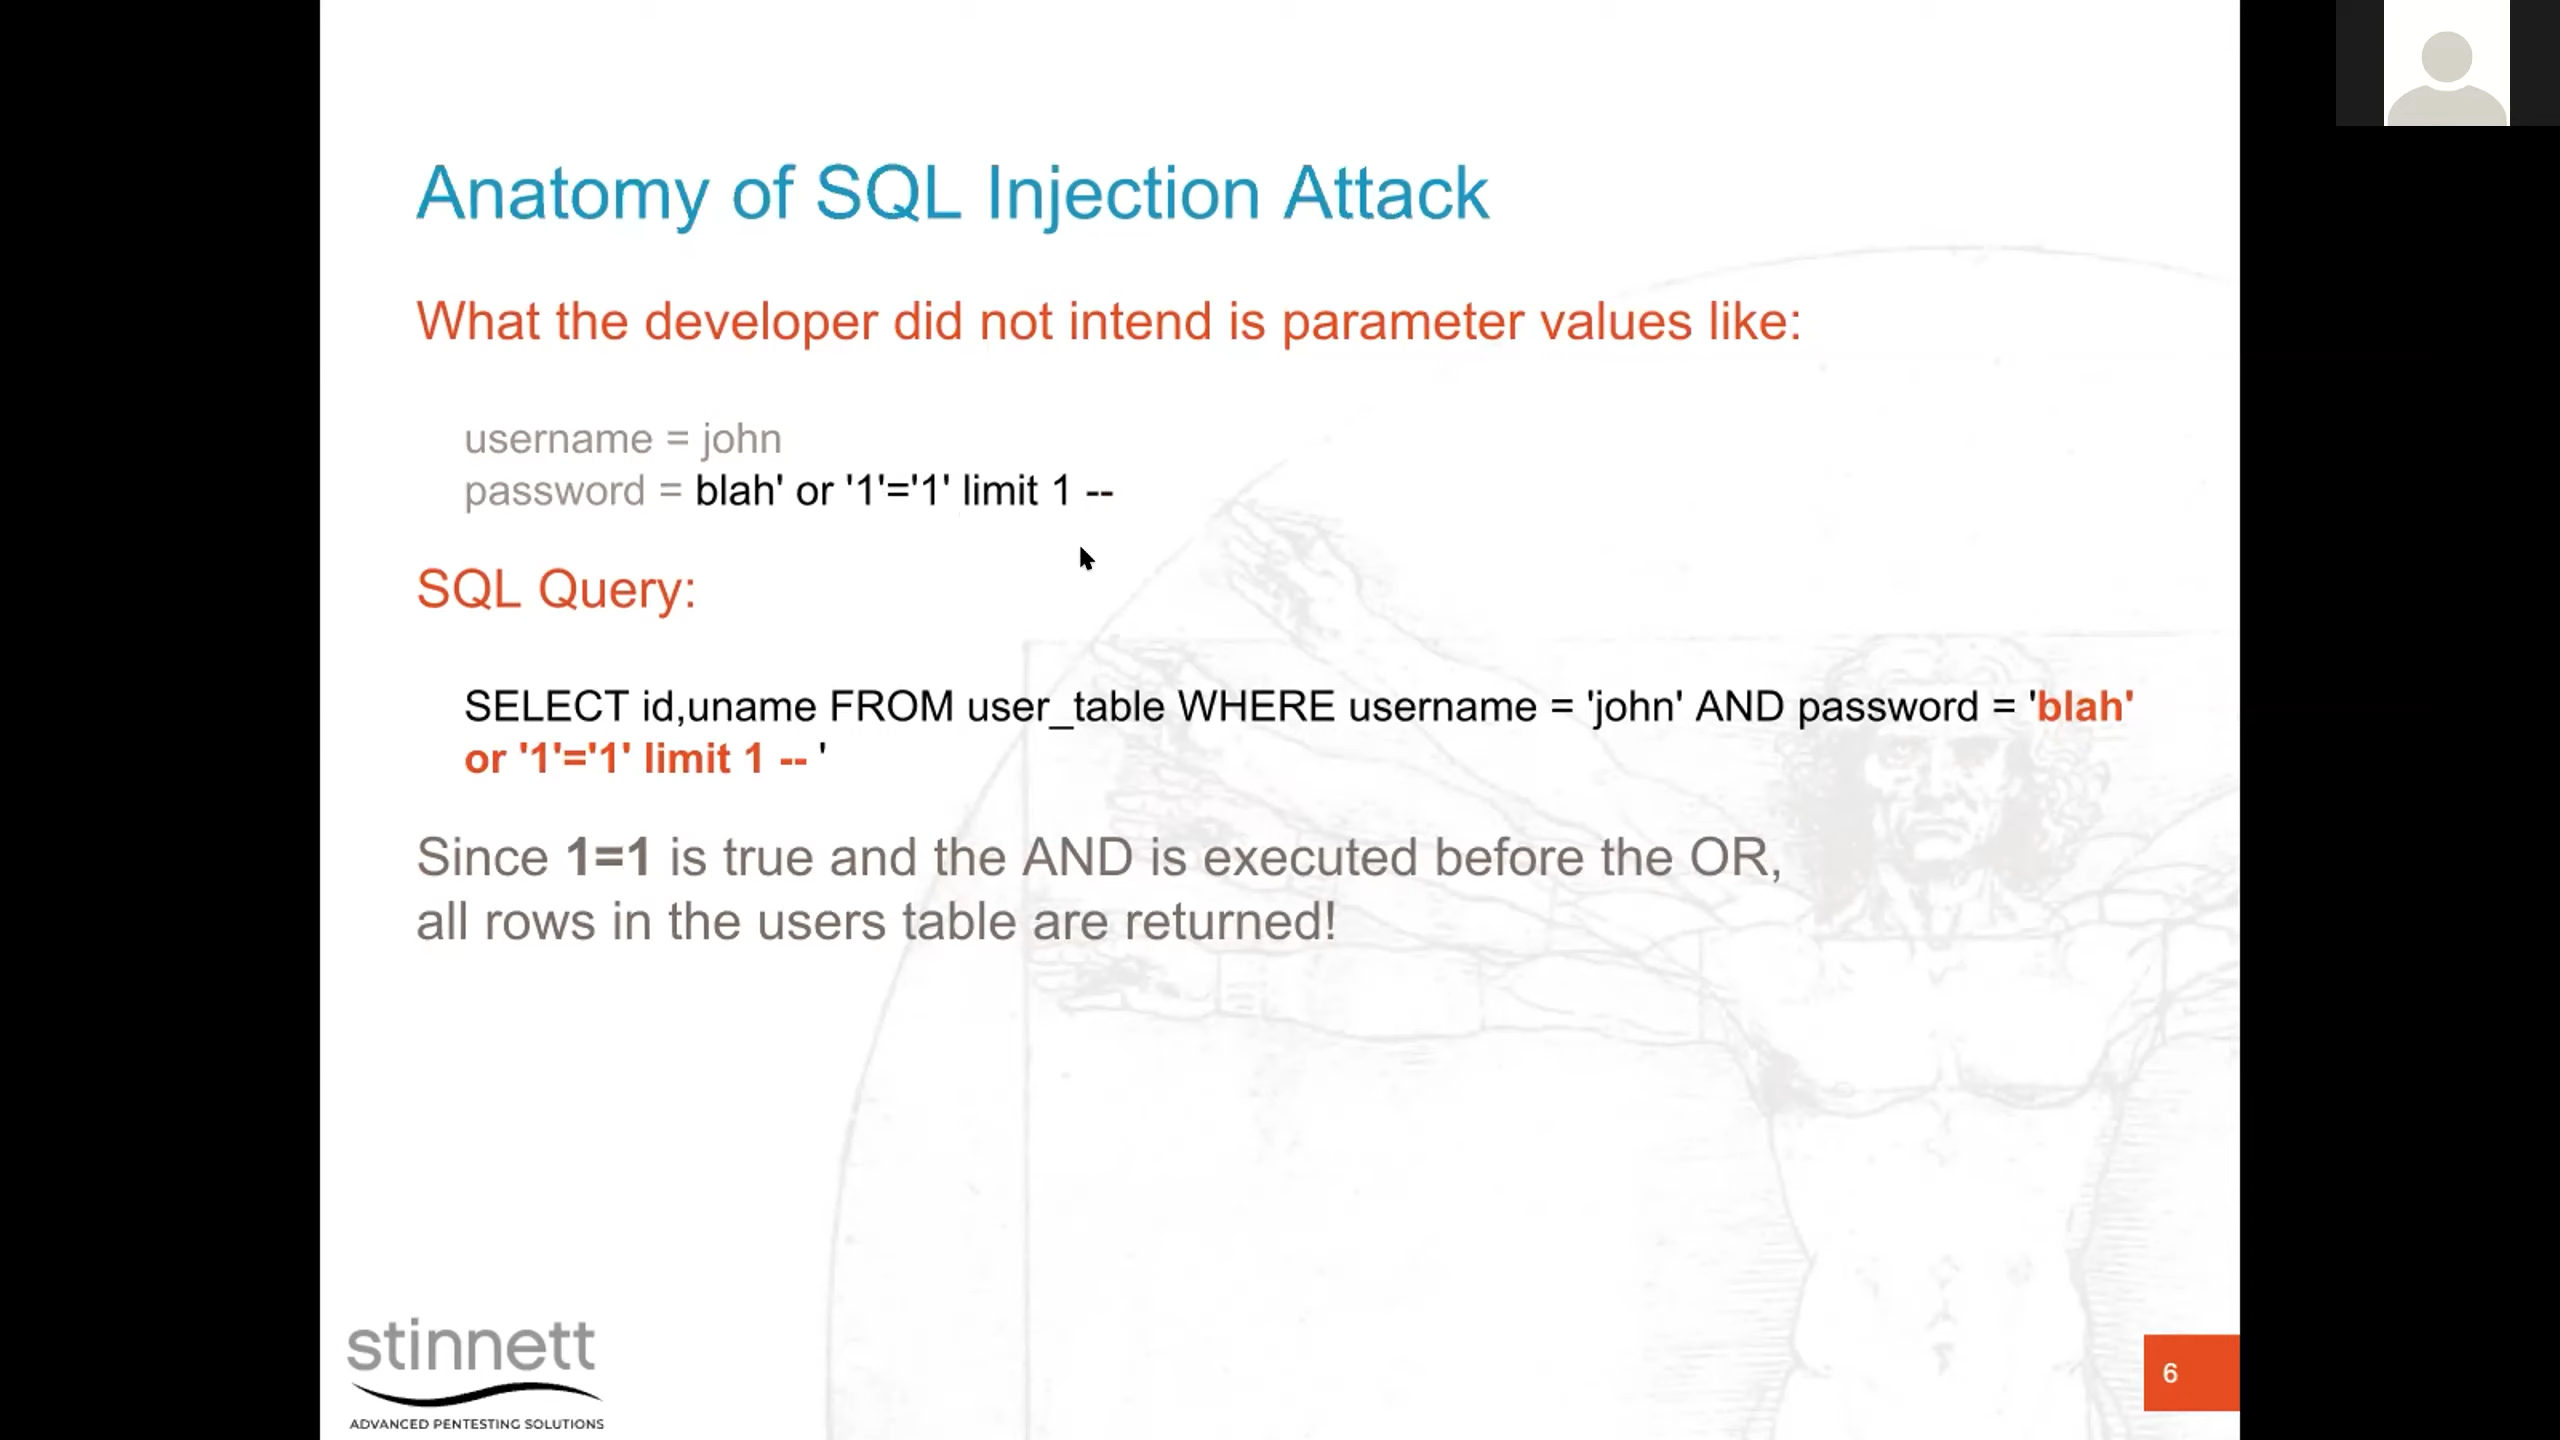 Anatomy of SQL Injection Attack
What the developer did not intend is parameter values like:
username = john
password = blah' or '1'='1' limit 1 --
SQL Query:
SELECT id,uname FROM user_table WHERE username = 'john' AND password = 'blah'
or '1'='1' limit 1 -- '
Since 1=1 is true and the AND is executed before the OR,
all rows in the users table are returned!
stinnett
ADVANCED PENTESTING SOLUTIONS
6